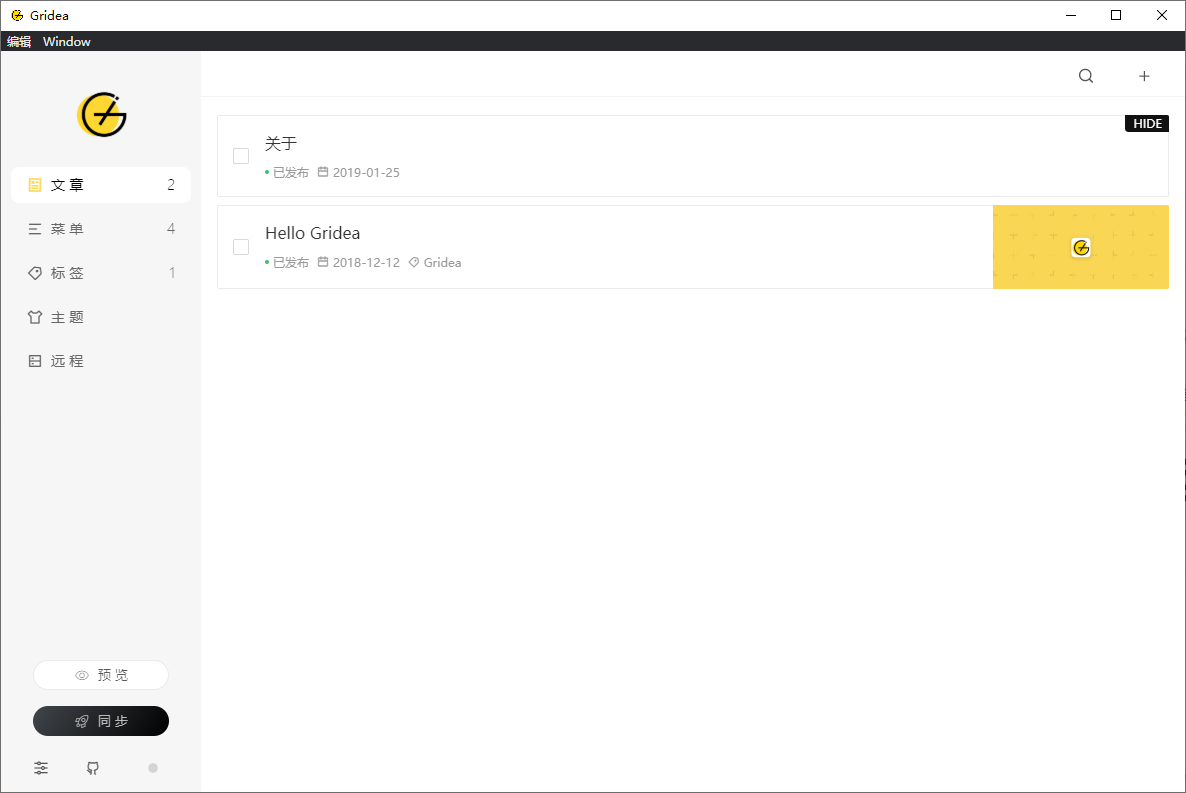 Gridea
编辑 Window
文章 2
菜单 4
标签 1
主题
远程
预览
同步
HIDE
关于
已发布 2019-01-25
Hello Gridea
已发布 2018-12-12 Gridea